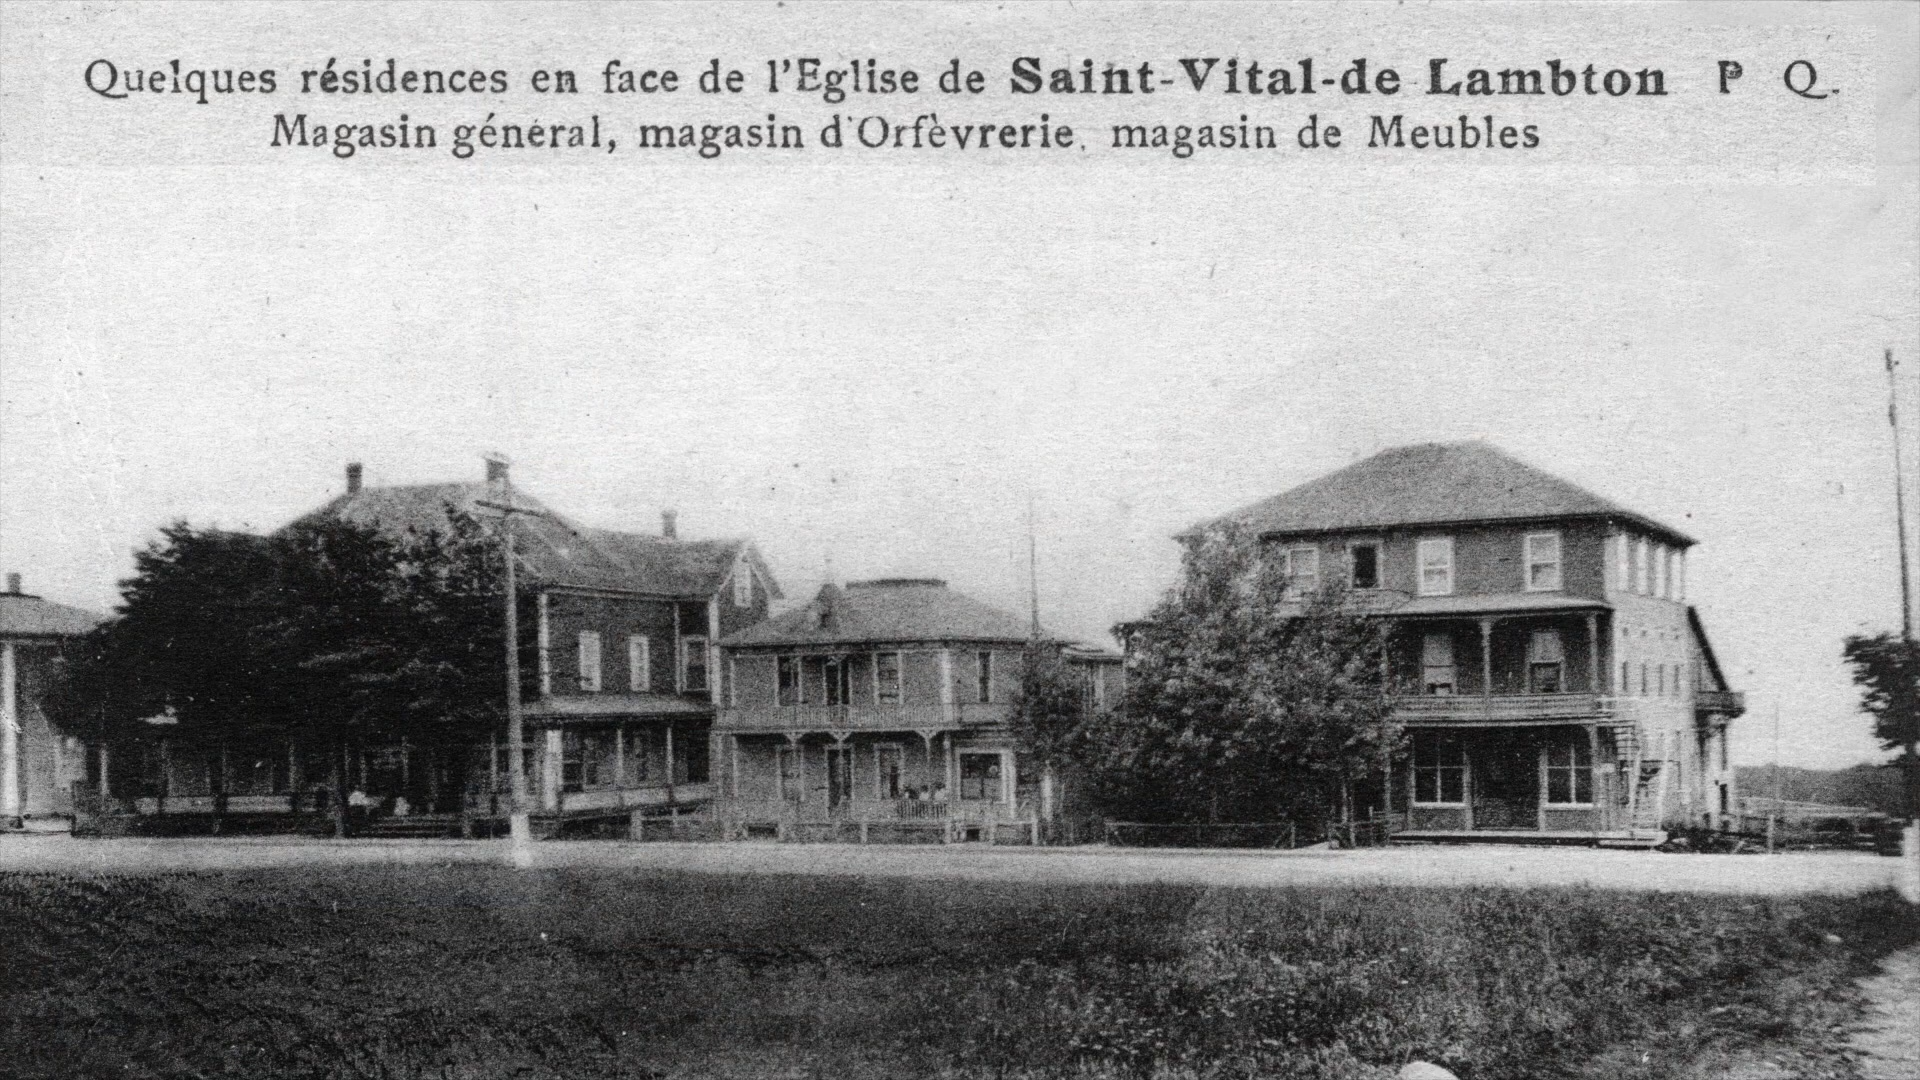 Quelques résidences en face de l'Eglise de Saint-Vital-de Lambton P Q.
Magasin général, magasin d'Orfèvrerie, magasin de Meubles